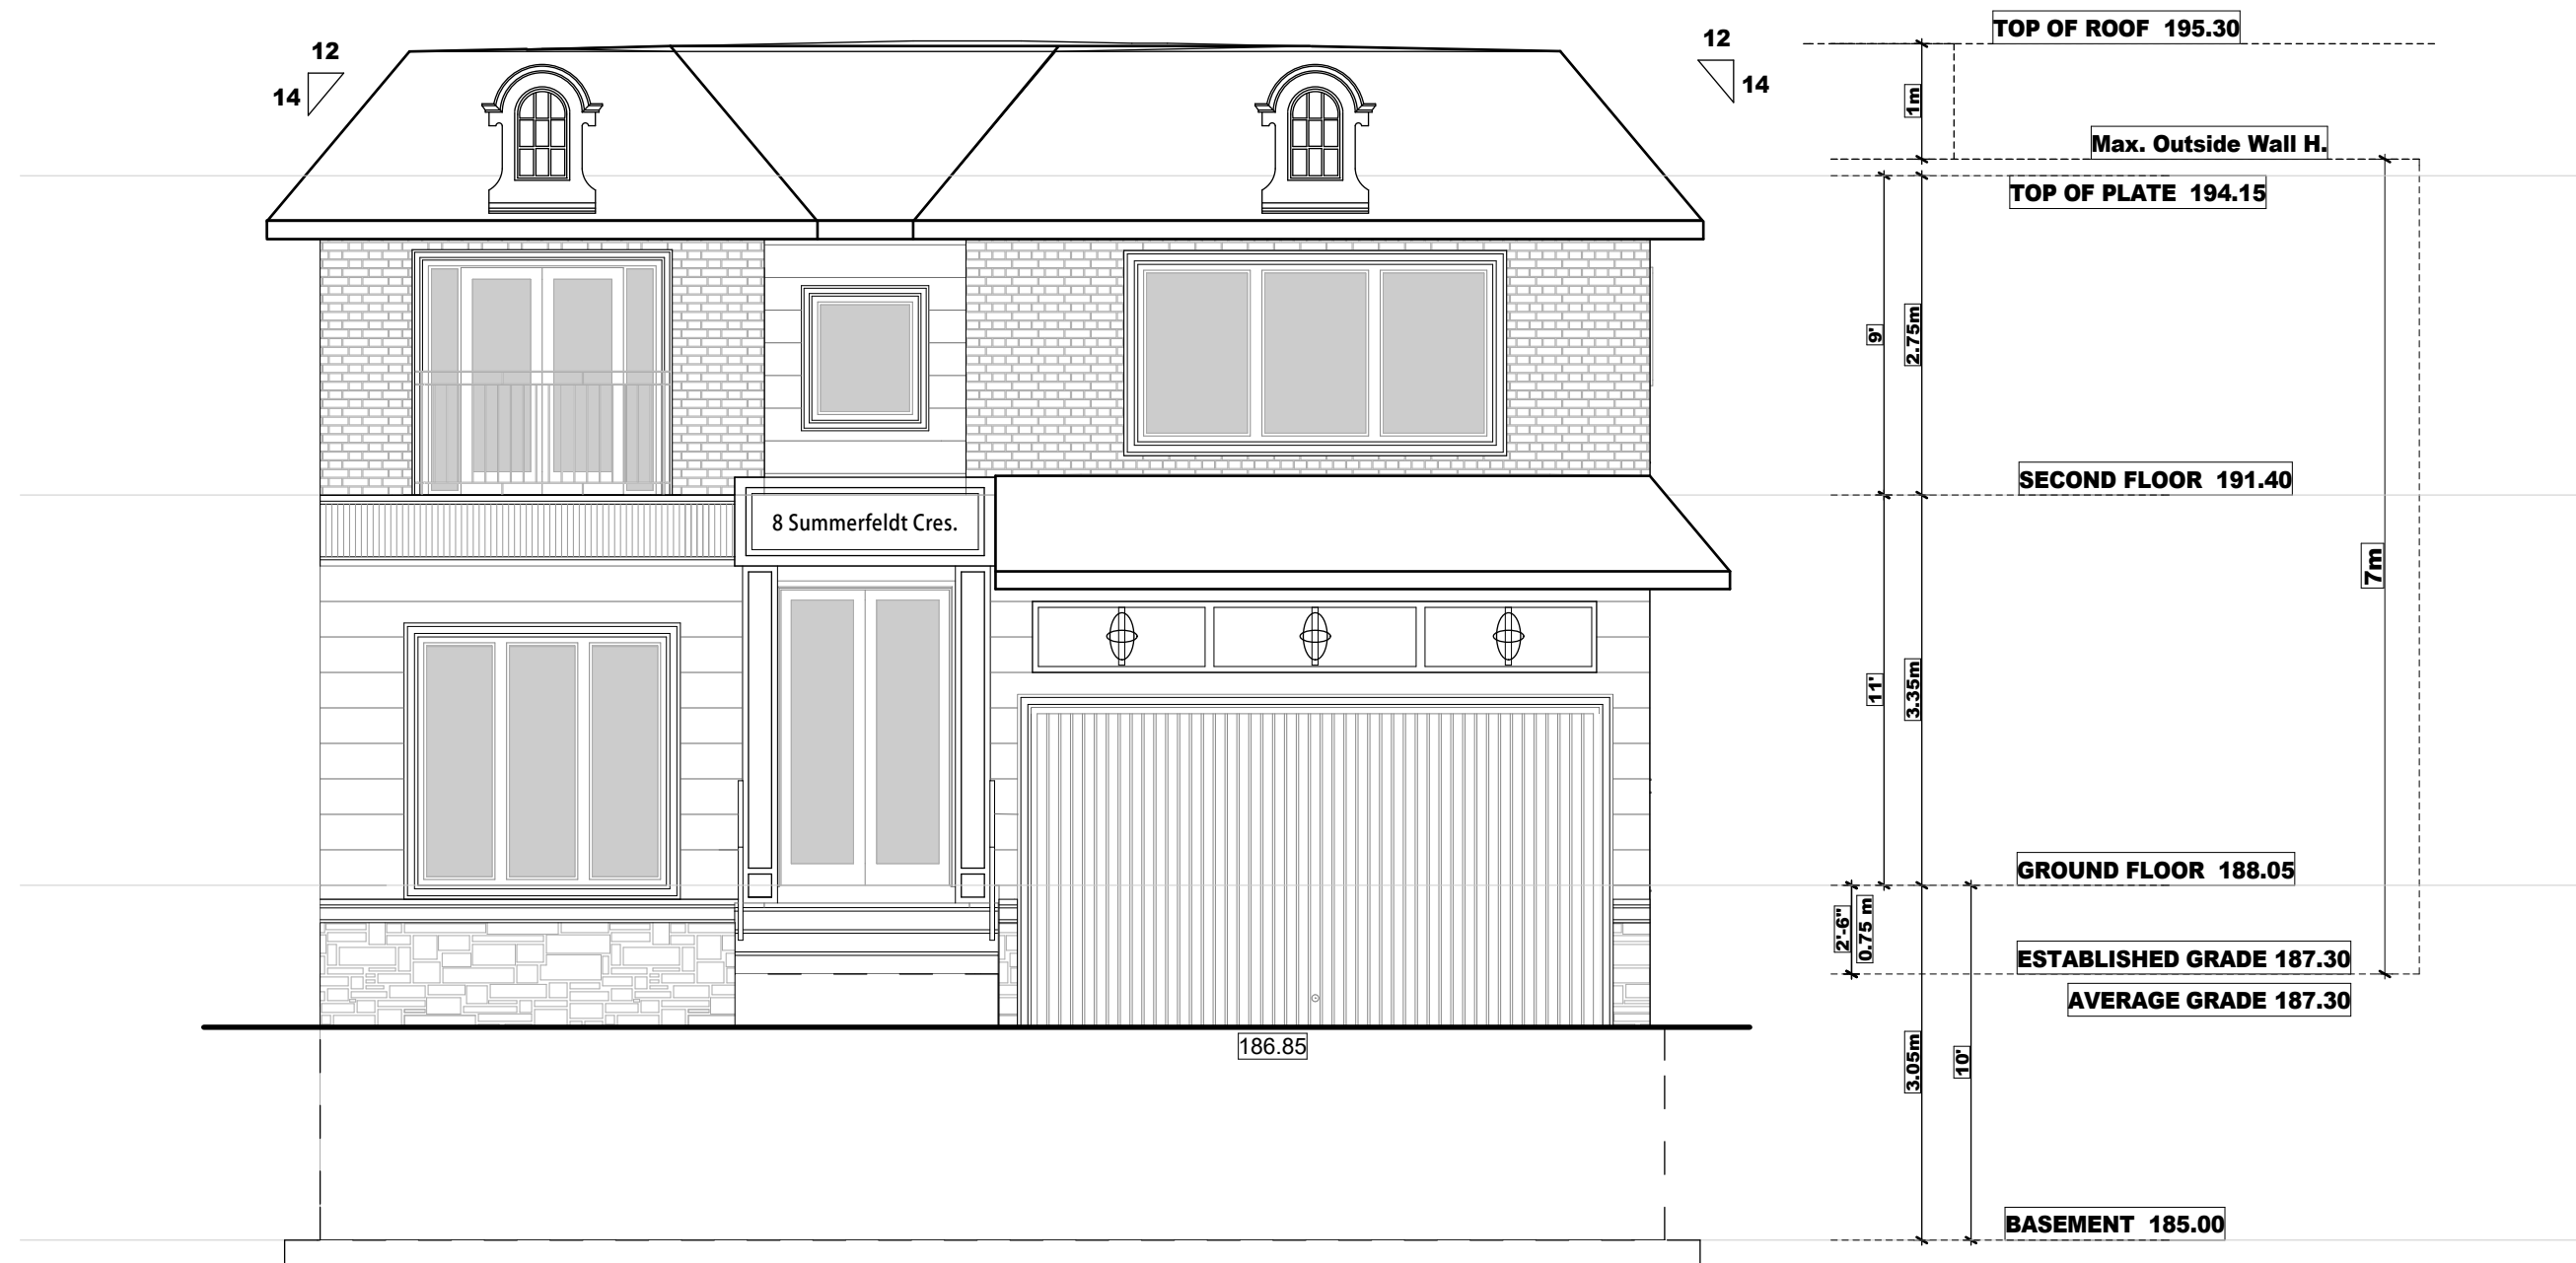 TOP OF ROOF 195.30
12
14
12
14
1m
Max. Outside Wall H.
TOP OF PLATE 194.15
9'
2.75m
SECOND FLOOR 191.40
8 Summerfeldt Cres.
7m
11'
3.35m
GROUND FLOOR 188.05
2'-6"
0.75 m
ESTABLISHED GRADE 187.30
AVERAGE GRADE 187.30
186.85
3.05m
10'
BASEMENT 185.00